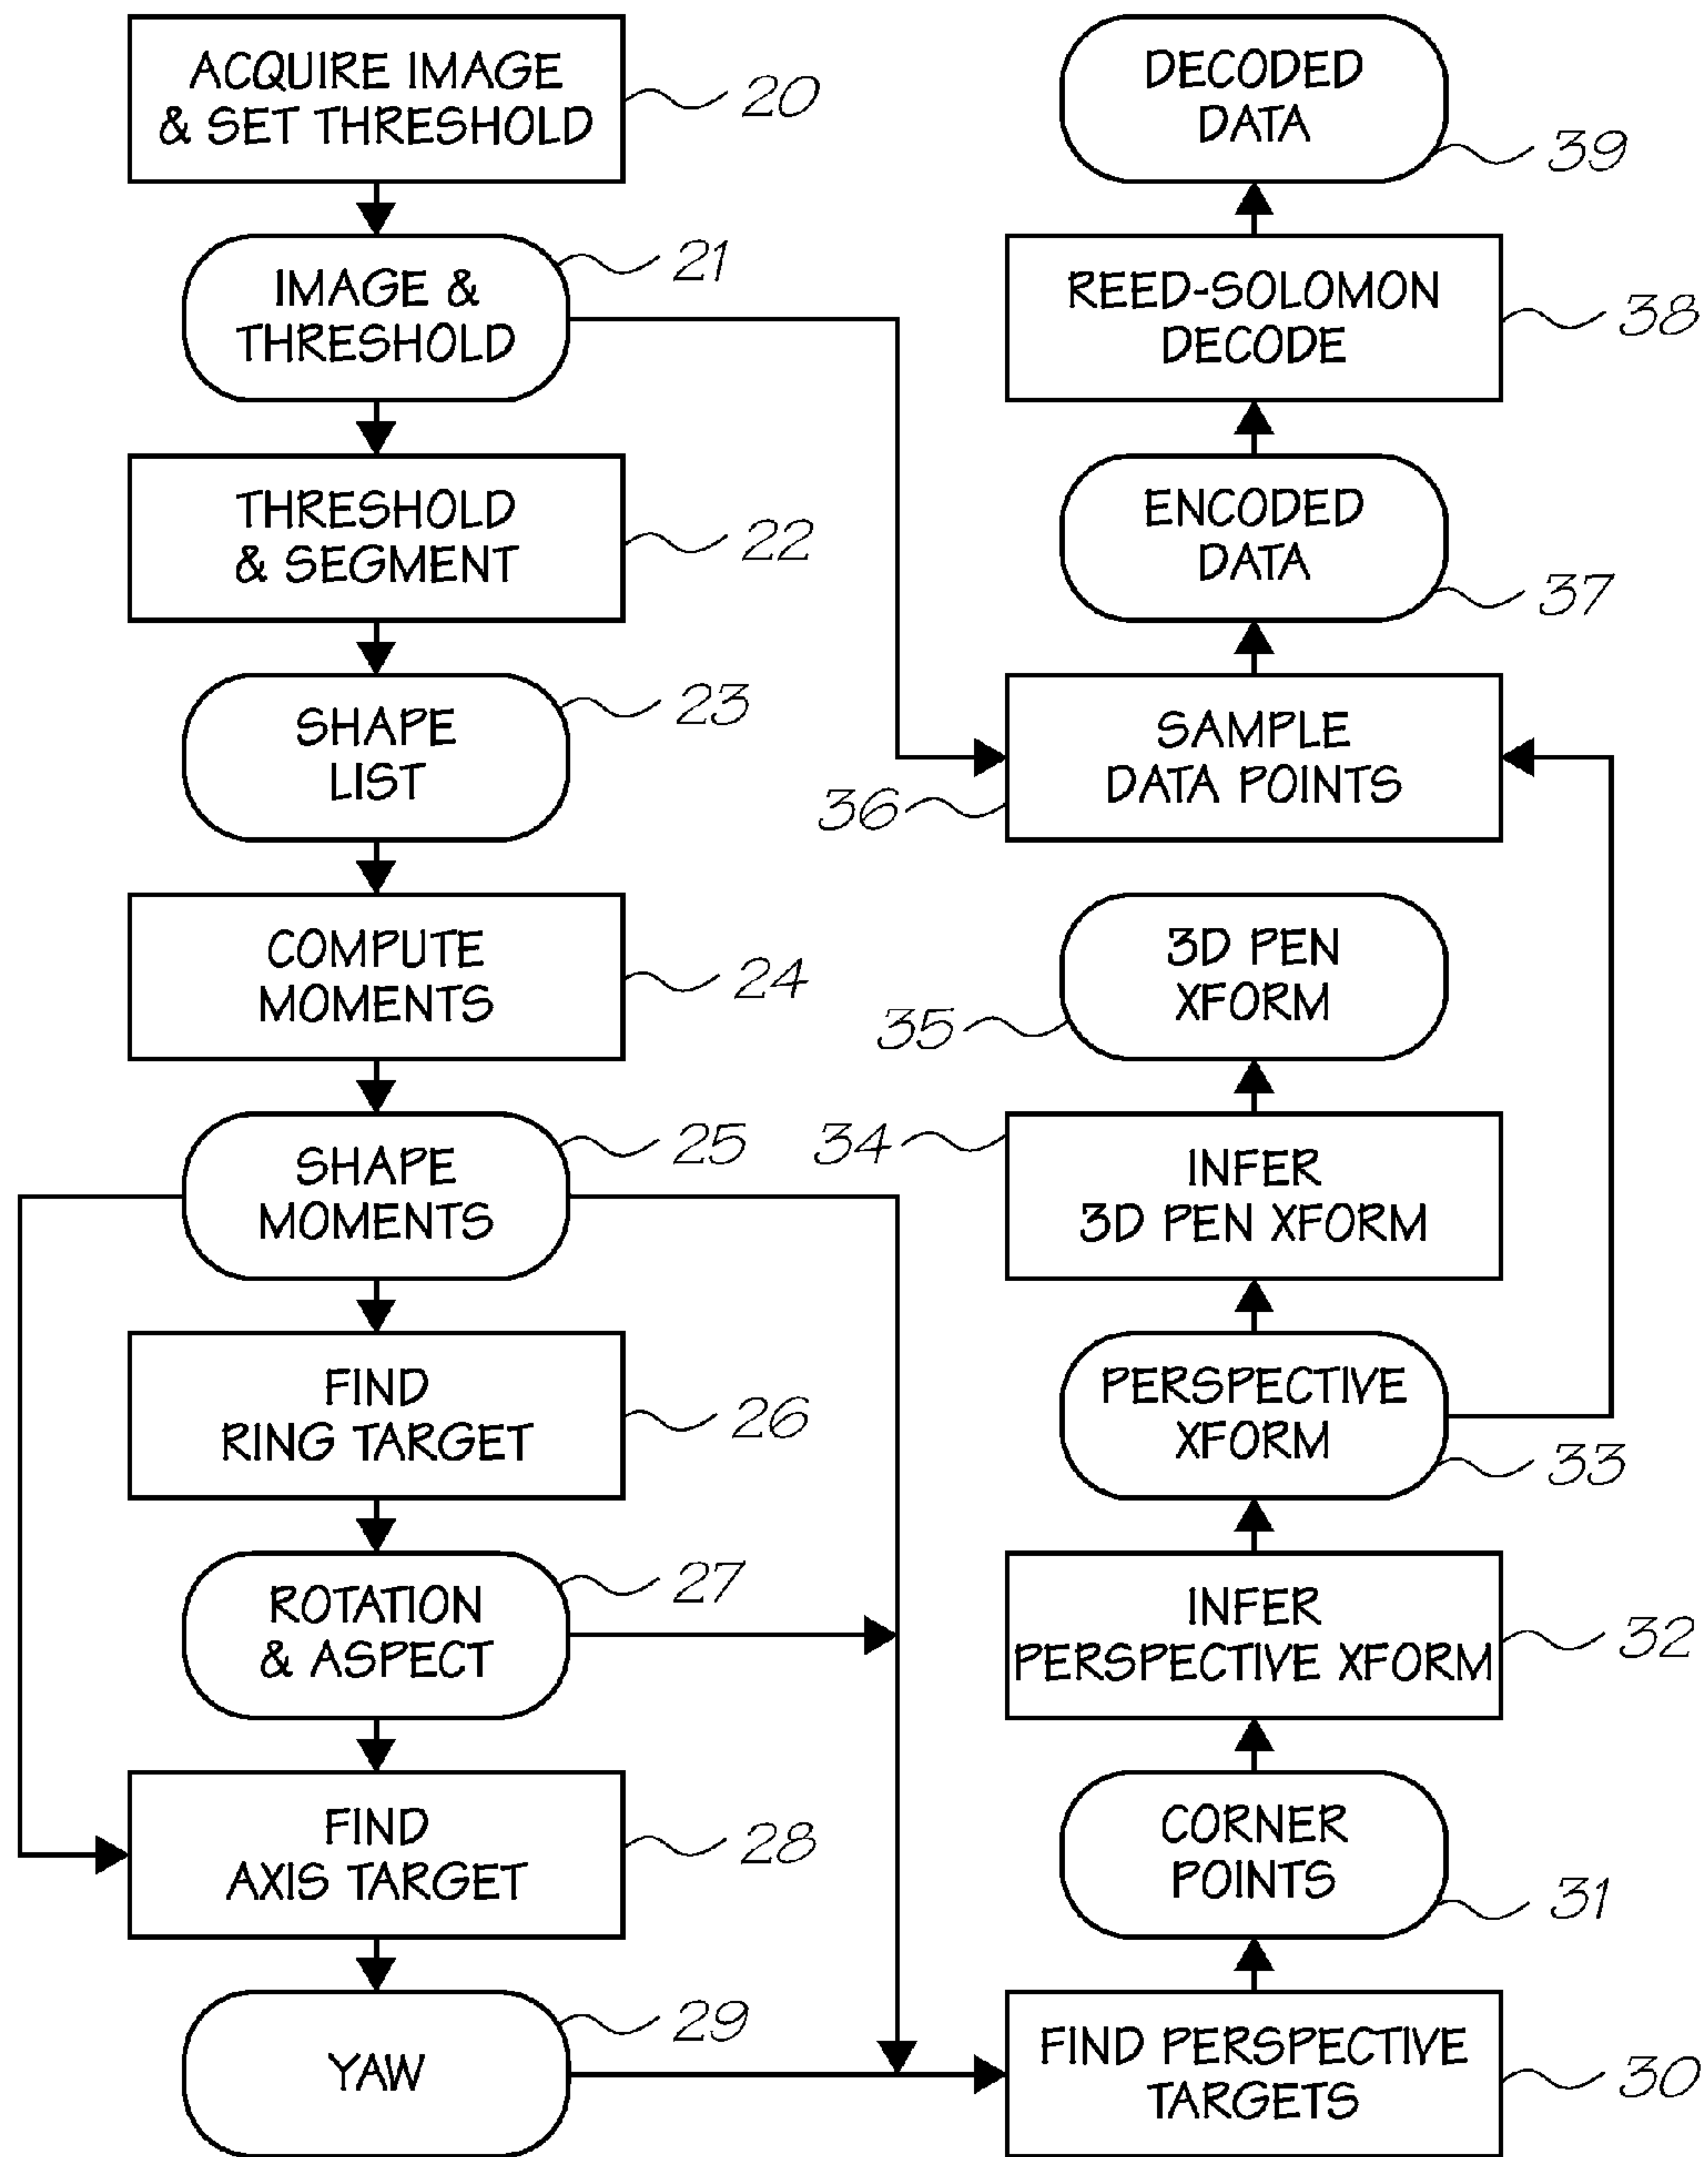 ACQUIRE IMAGE
& SET THRESHOLD
20
IMAGE &
THRESHOLD
21
THRESHOLD
& SEGMENT
22
SHAPE
LIST
23
COMPUTE
MOMENTS
24
SHAPE
MOMENTS
25
FIND
RING TARGET
26
ROTATION
& ASPECT
27
FIND
AXIS TARGET
28
YAW
29
FIND PERSPECTIVE
TARGETS
30
CORNER
POINTS
31
INFER
PERSPECTIVE XFORM
32
PERSPECTIVE
XFORM
33
INFER
3D PEN XFORM
34
3D PEN
XFORM
35
SAMPLE
DATA POINTS
36
ENCODED
DATA
37
REED-SOLOMON
DECODE
38
DECODED
DATA
39